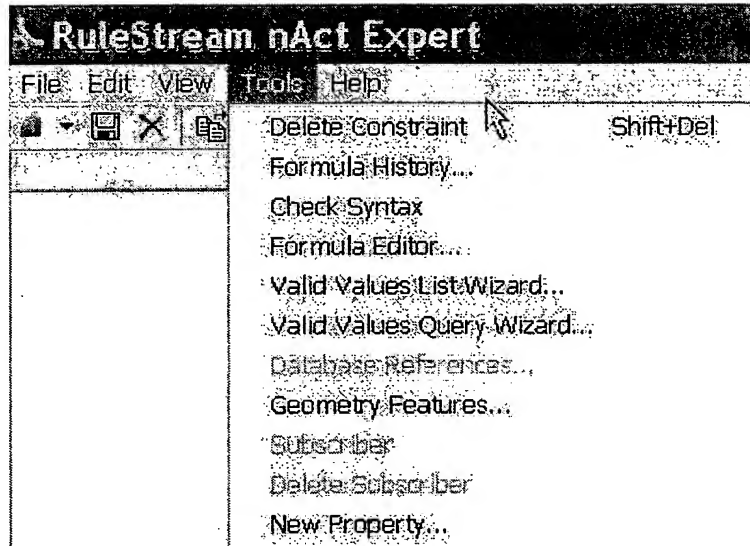 RuleStream nAct Expert
File Edit View Tools Help
Delete Constraint Shift+Del
Formula History...
Check Syntax
Formula Editor...
Valid Values List Wizard...
Valid Values Query Wizard...
Database References...
Geometry Features...
Subscriber
Delete Subscriber
New Property...